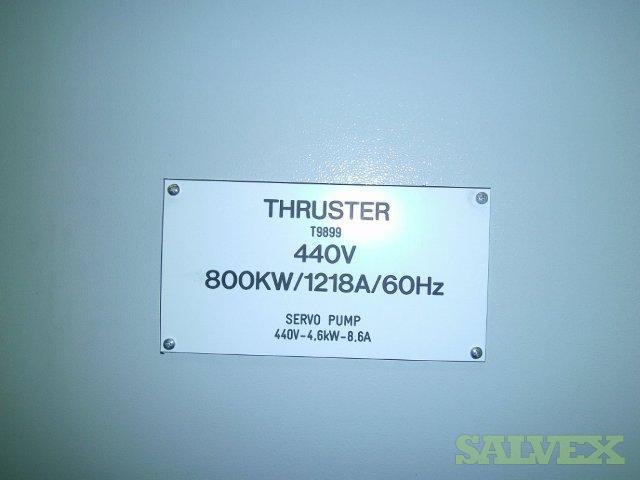 THRUSTER
T9899
440V
800KW/1218A/60Hz
SERVO PUMP
440V-4.6kW-8.6A
SALVEX